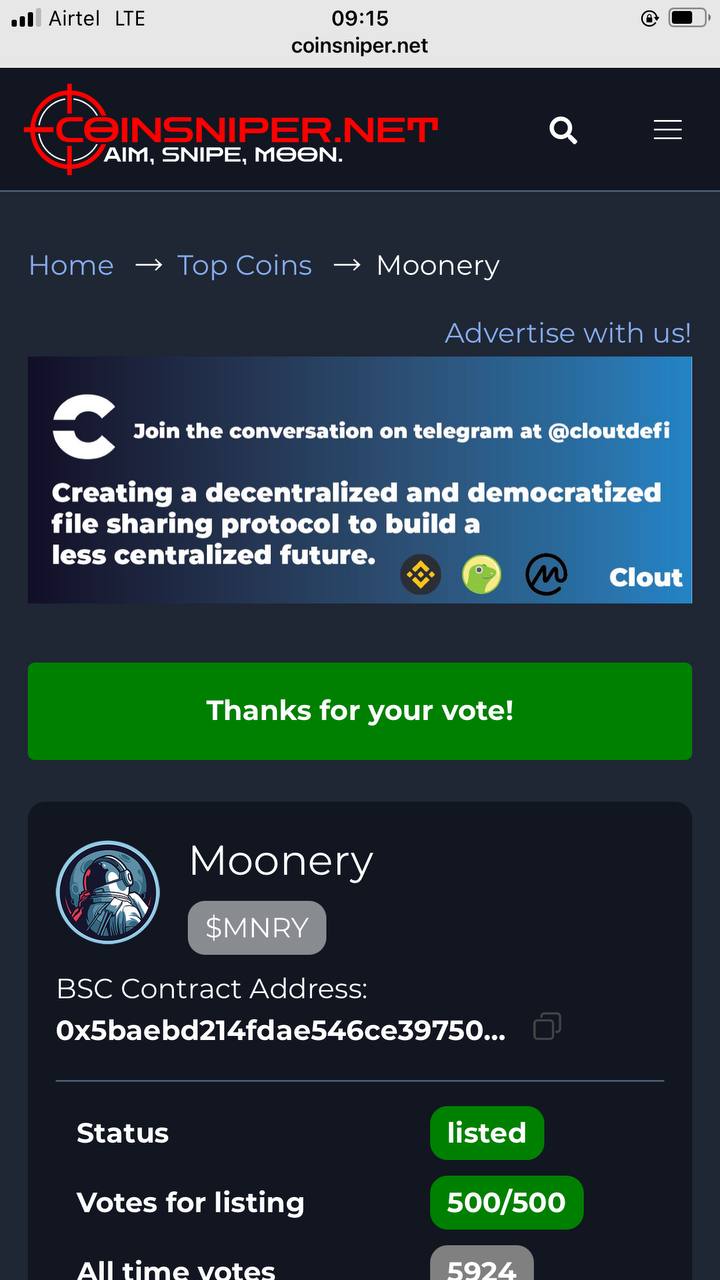 Airtel LTE 09:15
coinsniper.net
COINSNIPER.NET
AIM, SNIPE, MOON.
Home → Top Coins → Moonery
Advertise with us!
Join the conversation on telegram at @cloutdefi
Creating a decentralized and democratized
file sharing protocol to build a
less centralized future.
Clout
Thanks for your vote!
Moonery
$MNRY
BSC Contract Address:
0x5baebd214fdae546ce39750...
Status listed
Votes for listing 500/500
All time votes 5924